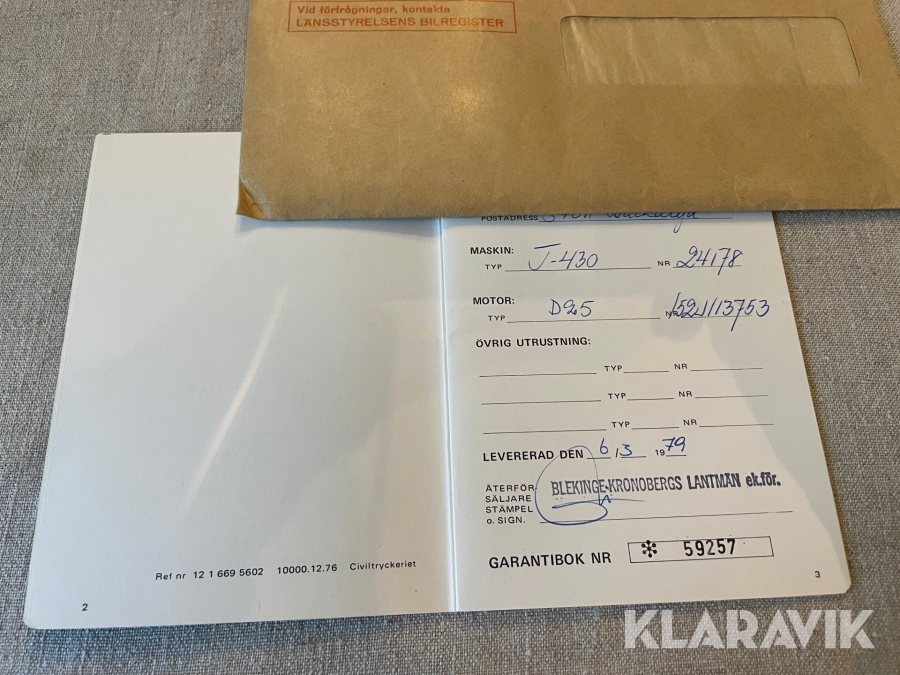 Vid förfrågningar, kontakta
LÄNSSTYRELSENS BILREGISTER
POSTADRESS
MASKIN:
TYP J-430 NR 24178
MOTOR:
TYP D25 NR 1521/13753
ÖVRIG UTRUSTNING:
TYP NR
TYP NR
TYP NR
LEVERERAD DEN 6/3 1979
ÅTERFÖR-
SÄLJARE
STÄMPEL
o. SIGN.
BLEKINGE-KRONOBERGS LANTMÄN ek.för.
GARANTIBOK NR * 59257
3
Ref nr 12 1 669 5602 10000.12.76 Civiltryckeriet
2
KLARAVIK